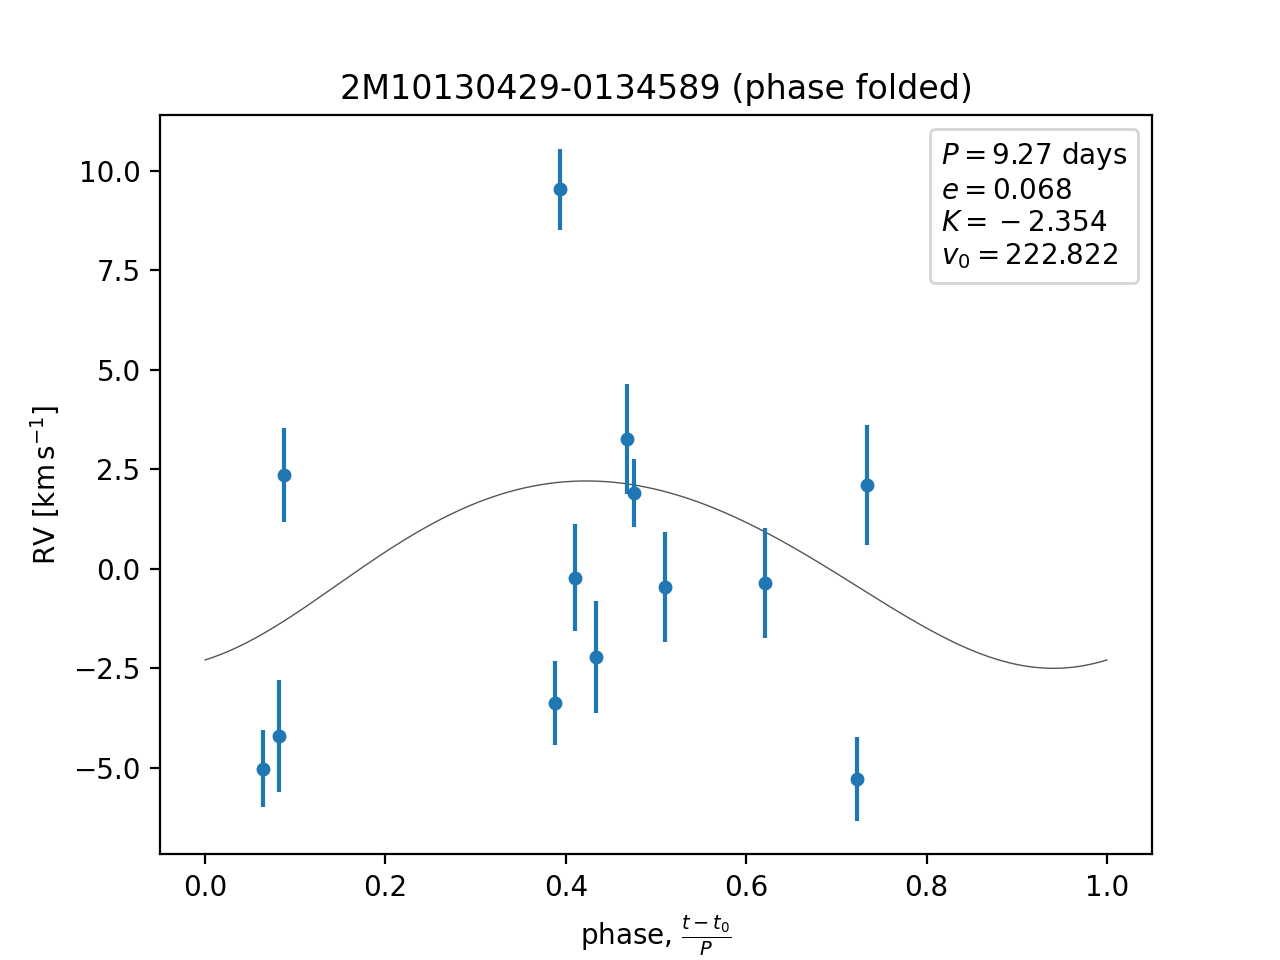 2M10130429-0134589 (phase folded)
P = 9.27 days
e = 0.068
K = −2.354
v₀ = 222.822
10.0
7.5
5.0
2.5
0.0
−2.5
−5.0
RV [km s⁻¹]
0.0 0.2 0.4 0.6 0.8 1.0
phase, (t − t₀)/P